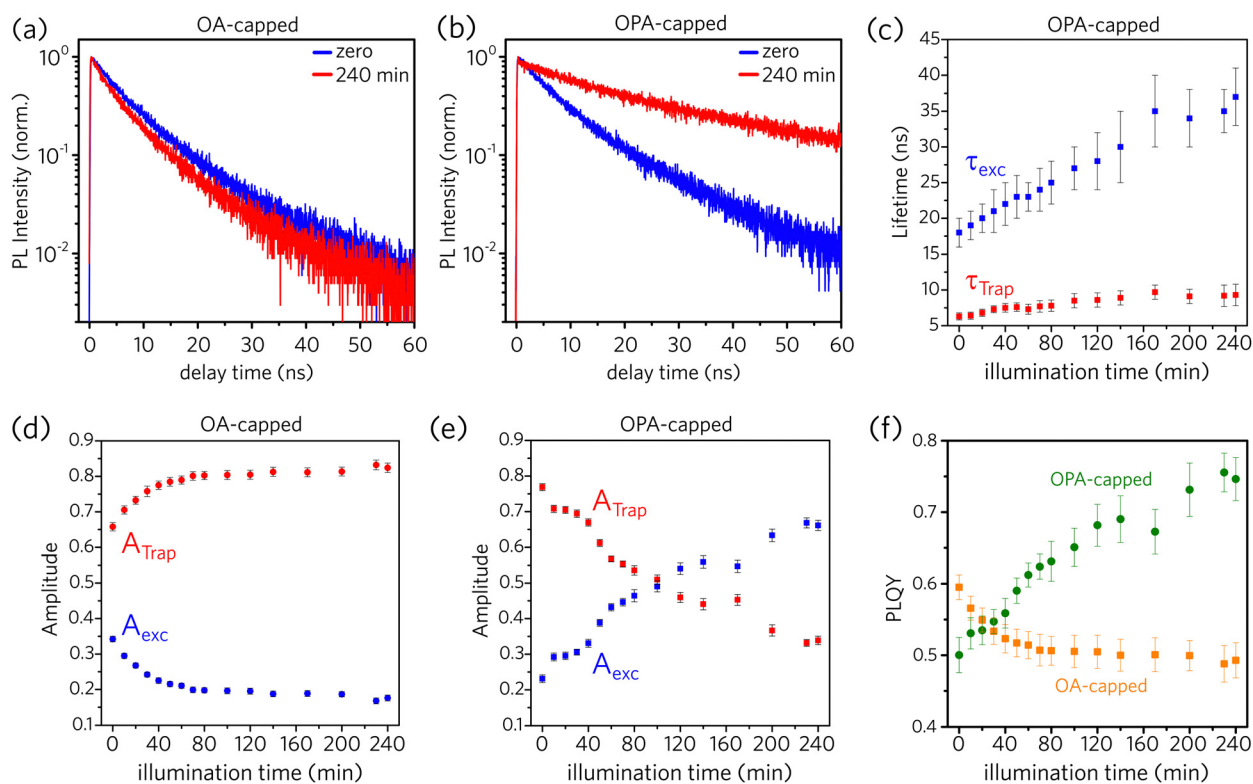 (a)
OA-capped
zero
240 min
10⁰
10⁻¹
10⁻²
PL Intensity (norm.)
0 10 20 30 40 50 60
delay time (ns)
(b)
OPA-capped
zero
240 min
10⁰
10⁻¹
10⁻²
PL Intensity (norm.)
0 10 20 30 40 50 60
delay time (ns)
(c)
OPA-capped
45
40
35
30
25
20
15
10
5
Lifetime (ns)
τexc
τTrap
0 40 80 120 160 200 240
illumination time (min)
(d)
OA-capped
0.9
0.8
0.7
0.6
0.5
0.4
0.3
0.2
0.1
Amplitude
ATrap
Aexc
0 40 80 120 160 200 240
illumination time (min)
(e)
OPA-capped
0.9
0.8
0.7
0.6
0.5
0.4
0.3
0.2
0.1
Amplitude
ATrap
Aexc
0 40 80 120 160 200 240
illumination time (min)
(f)
0.8
0.7
0.6
0.5
0.4
PLQY
OPA-capped
OA-capped
0 40 80 120 160 200 240
illumination time (min)